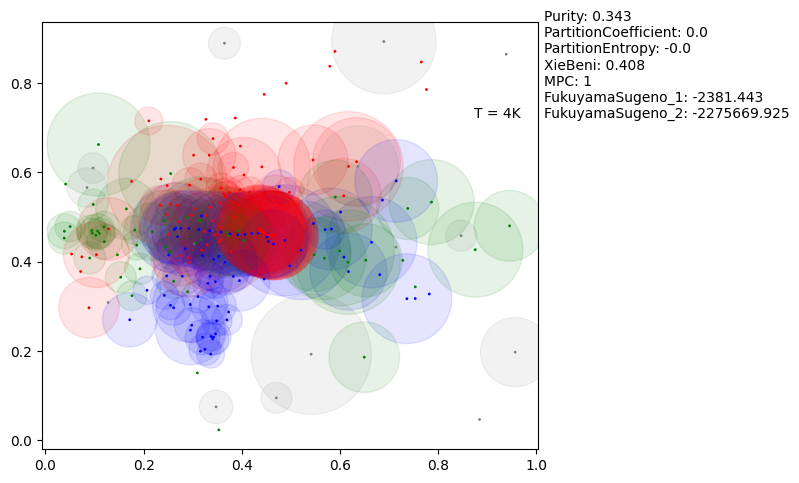 Purity: 0.343
PartitionCoefficient: 0.0
PartitionEntropy: -0.0
XieBeni: 0.408
MPC: 1
FukuyamaSugeno_1: -2381.443
FukuyamaSugeno_2: -2275669.925
T = 4K
0.8
0.6
0.4
0.2
0.0
0.0 0.2 0.4 0.6 0.8 1.0